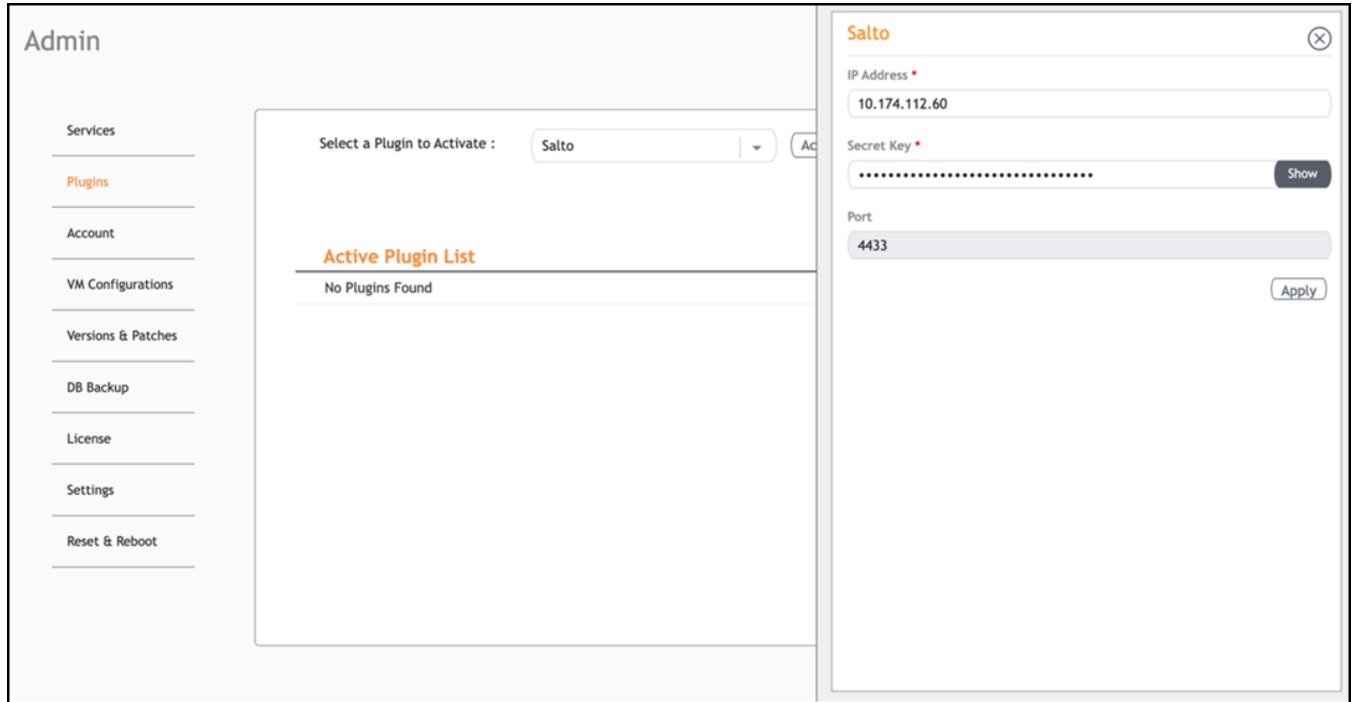 Admin
Services
Plugins
Account
VM Configurations
Versions & Patches
DB Backup
License
Settings
Reset & Reboot
Select a Plugin to Activate :
Salto
Ac
Active Plugin List
No Plugins Found
Salto
IP Address *
10.174.112.60
Secret Key *
••••••••••••••••••••••••••••••••
Show
Port
4433
Apply